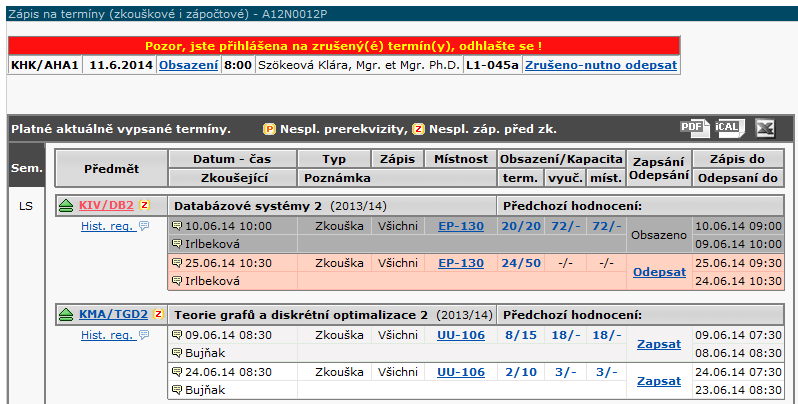 Zápis na termíny (zkouškové i zápočtové) - A12N0012P
Pozor, jste přihlášena na zrušený(é) termín(y), odhlašte se !
KHK/AHA1 11.6.2014 Obsazení 8:00 Szökeová Klára, Mgr. et Mgr. Ph.D. L1-045a Zrušeno-nutno odepsat
Platné aktuálně vypsané termíny. P Nespl. prerekvizity, Z Nespl. záp. před zk. PDF iCAL X
Sem. Předmět Datum - čas Typ Zápis Místnost Obsazení/Kapacita Zapsání Odepsání Zápis do
Zkoušející Poznámka term. vyuč. míst. Odepsaní do
LS KIV/DB2 Z Databázové systémy 2 (2013/14) Předchozí hodnocení:
Hist. reg. 10.06.14 10:00 Zkouška Všichni EP-130 20/20 72/- 72/- Obsazeno 10.06.14 09:00
Irlbeková 09.06.14 10:00
25.06.14 10:30 Zkouška Všichni EP-130 24/50 -/- -/- Odepsat 25.06.14 09:30
Irlbeková 24.06.14 10:30
KMA/TGD2 Z Teorie grafů a diskrétní optimalizace 2 (2013/14) Předchozí hodnocení:
Hist. reg. 09.06.14 08:30 Zkouška Všichni UU-106 8/15 18/- 18/- Zapsat 09.06.14 07:30
Bujňak 08.06.14 08:30
24.06.14 08:30 Zkouška Všichni UU-106 2/10 3/- 3/- Zapsat 24.06.14 07:30
Bujňak 23.06.14 08:30